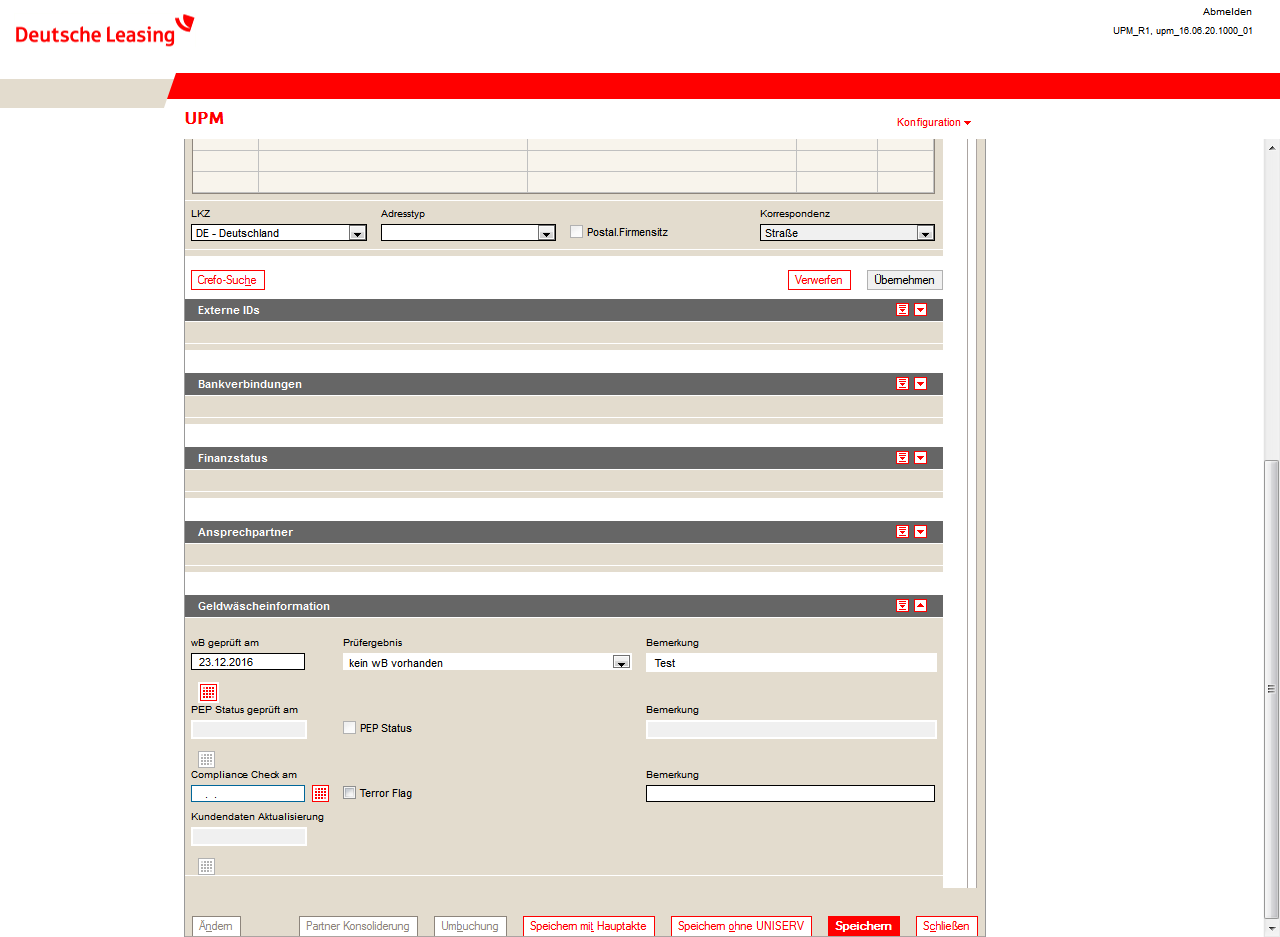 Deutsche Leasing
Abmelden
UPM_R1, upm_16.06.20.1000_01
UPM
Konfiguration
LKZ Adresstyp Korrespondenz
DE - Deutschland Postal.Firmensitz Straße
Crefo-Suche Verwerfen Übernehmen
Externe IDs
Bankverbindungen
Finanzstatus
Ansprechpartner
Geldwäscheinformation
wB geprüft am Prüfergebnis Bemerkung
23.12.2016 kein wB vorhanden Test
PEP Status geprüft am Bemerkung
PEP Status
Compliance Check am Bemerkung
. . Terror Flag
Kundendaten Aktualisierung
Ändern Partner Konsolidierung Umbuchung Speichern mit Hauptakte Speichern ohne UNISERV Speichern Schließen